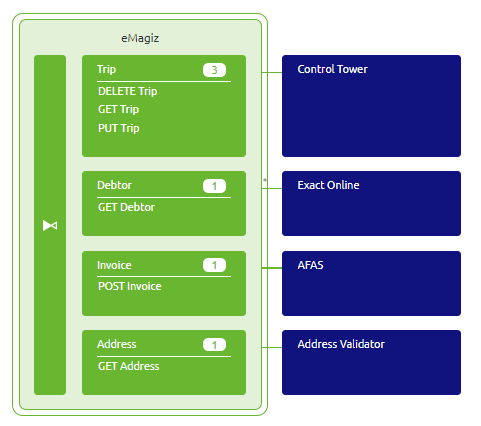 eMagiz
Trip 3
DELETE Trip
GET Trip
PUT Trip
Control Tower
Debtor 1
GET Debtor
*
Exact Online
Invoice 1
POST Invoice
AFAS
Address 1
GET Address
Address Validator